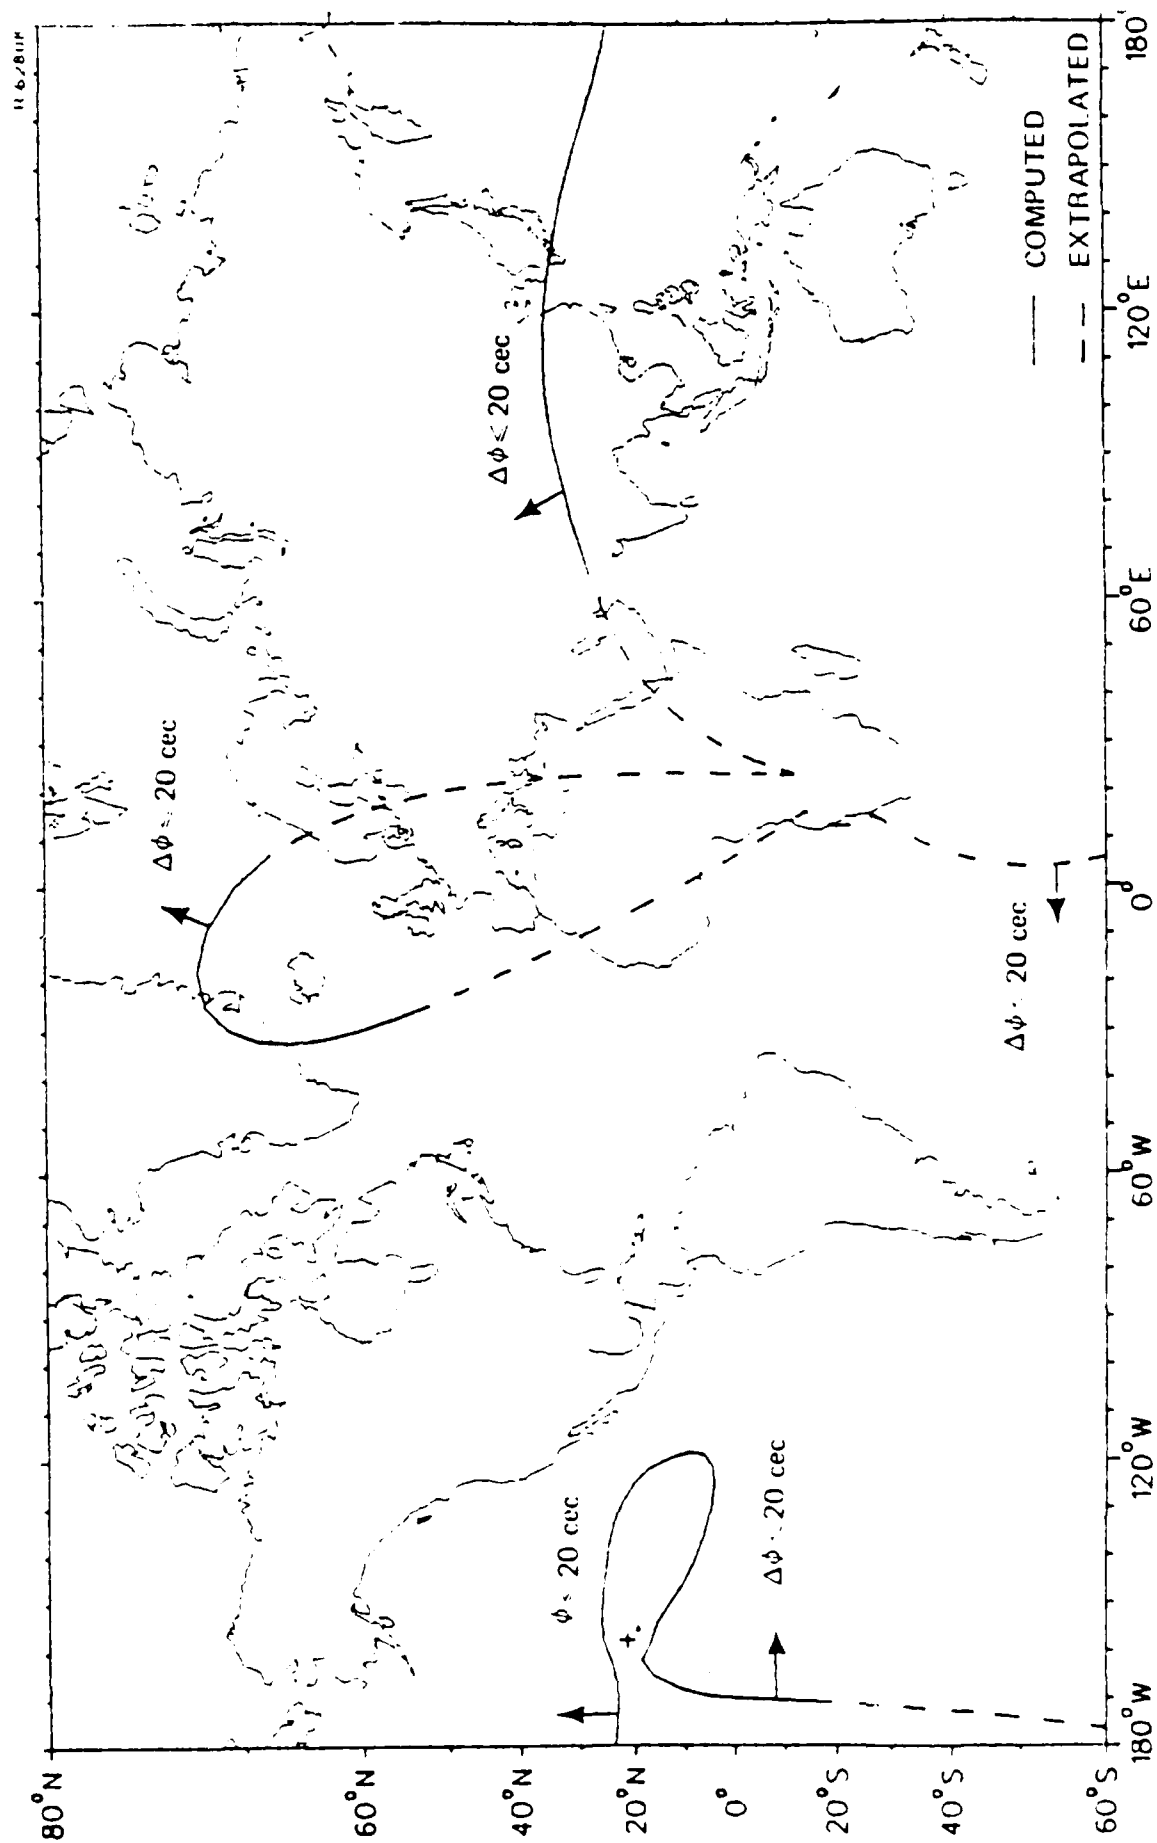 80°N
60°N
40°N
20°N
0°
20°S
40°S
60°S
180°W
120°W
60°W
0°
60°E
120°E
180
Δϕ < 20 cec
Δϕ < 20 cec
ϕ < 20 cec
Δϕ < 20 cec
Δϕ < 20 cec
COMPUTED
EXTRAPOLATED